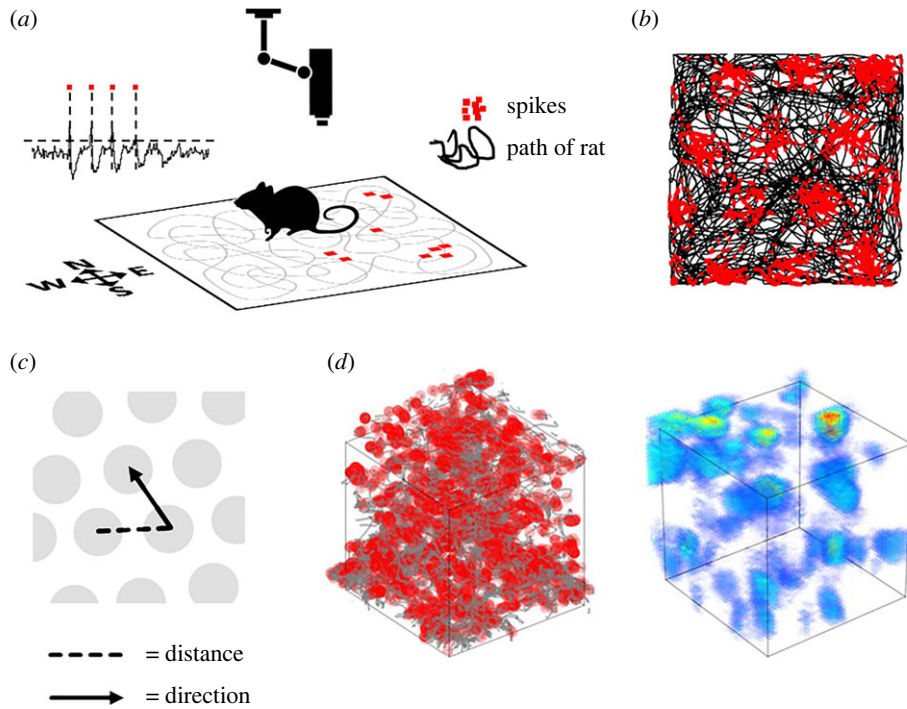 (a)
(b)
spikes
path of rat
N
E
W
S
(c)
(d)
= distance
= direction